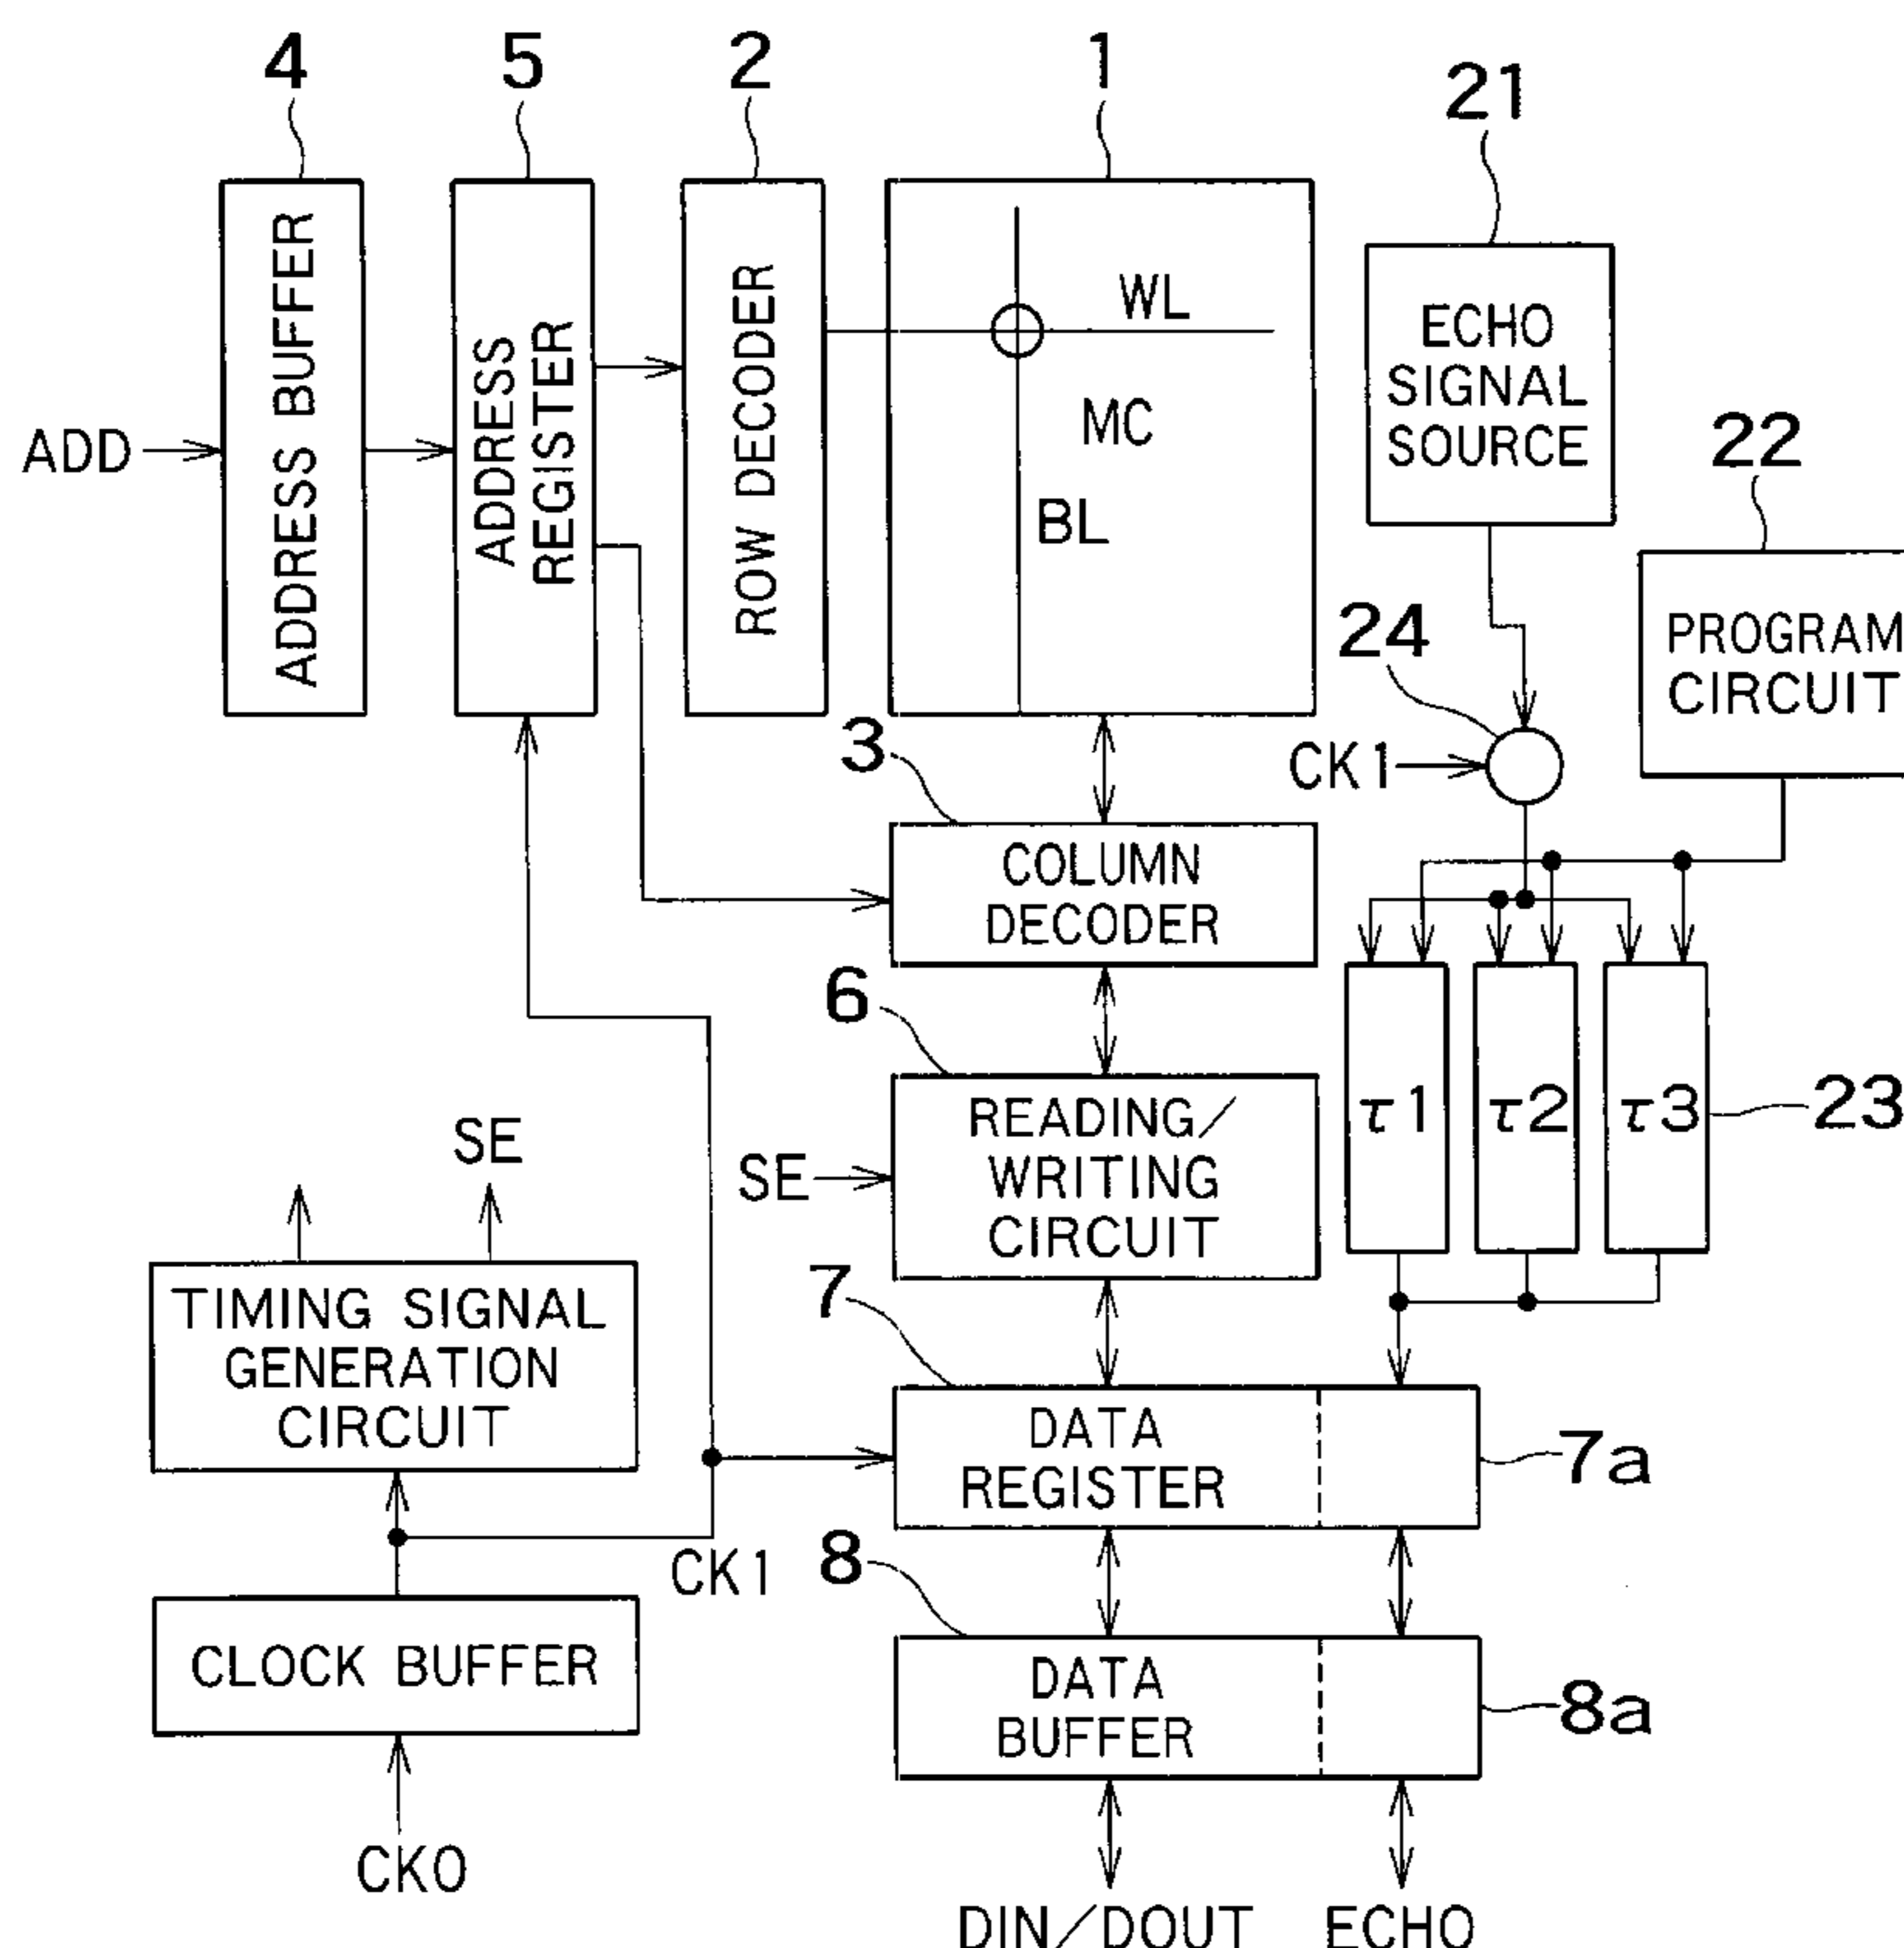 4
5
2
1
21
ADDRESS BUFFER
ADDRESS
REGISTER
ROW DECODER
WL
MC
BL
ECHO
SIGNAL
SOURCE
22
ADD
PROGRAM
CIRCUIT
24
CK1
3
COLUMN
DECODER
6
READING/
WRITING
CIRCUIT
SE
τ1
τ2
τ3
23
SE
TIMING SIGNAL
GENERATION
CIRCUIT
7
DATA
REGISTER
7a
CK1
8
CLOCK BUFFER
DATA
BUFFER
8a
CK0
DIN/DOUT
ECHO